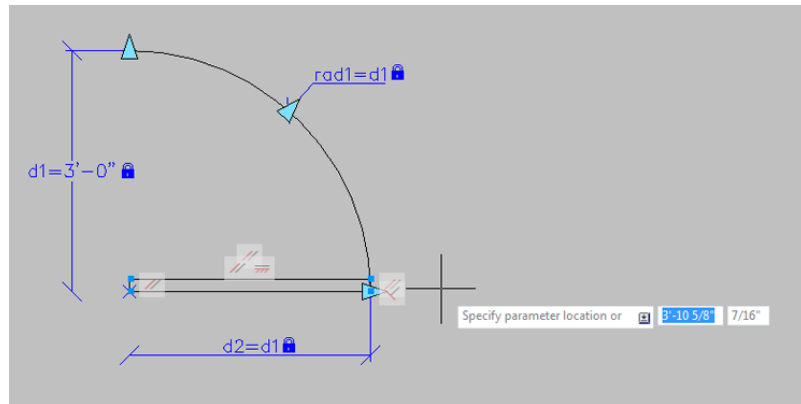 rad1=d1
d1=3'-0"
Specify parameter location or 3'-10 5/8" 7/16"
d2=d1